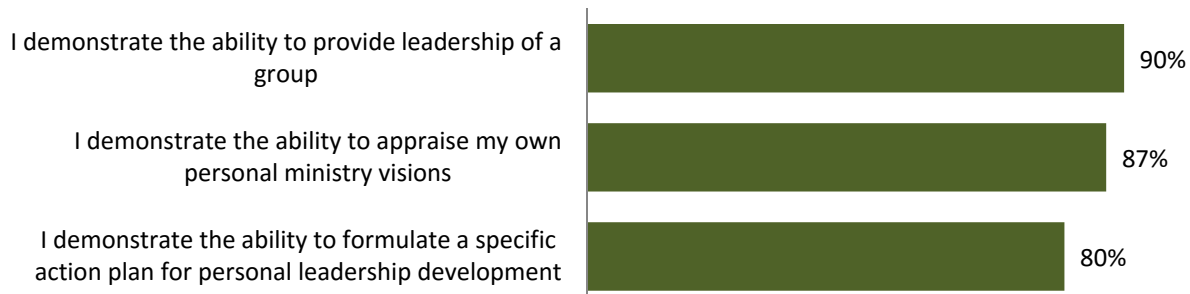 I demonstrate the ability to provide leadership of a
group
90%
I demonstrate the ability to appraise my own
personal ministry visions
87%
I demonstrate the ability to formulate a specific
action plan for personal leadership development
80%